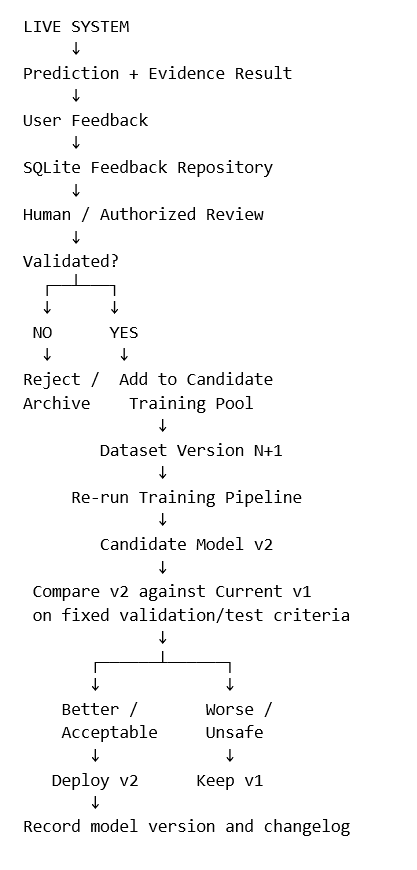 LIVE SYSTEM
↓
Prediction + Evidence Result
↓
User Feedback
↓
SQLite Feedback Repository
↓
Human / Authorized Review
↓
Validated?
┌──┴───┐
↓ ↓
NO YES
↓ ↓
Reject / Add to Candidate
Archive Training Pool
↓
Dataset Version N+1
↓
Re-run Training Pipeline
↓
Candidate Model v2
↓
Compare v2 against Current v1
on fixed validation/test criteria
↓
┌──────┴──────┐
↓ ↓
Better / Worse /
Acceptable Unsafe
↓ ↓
Deploy v2 Keep v1
↓
Record model version and changelog